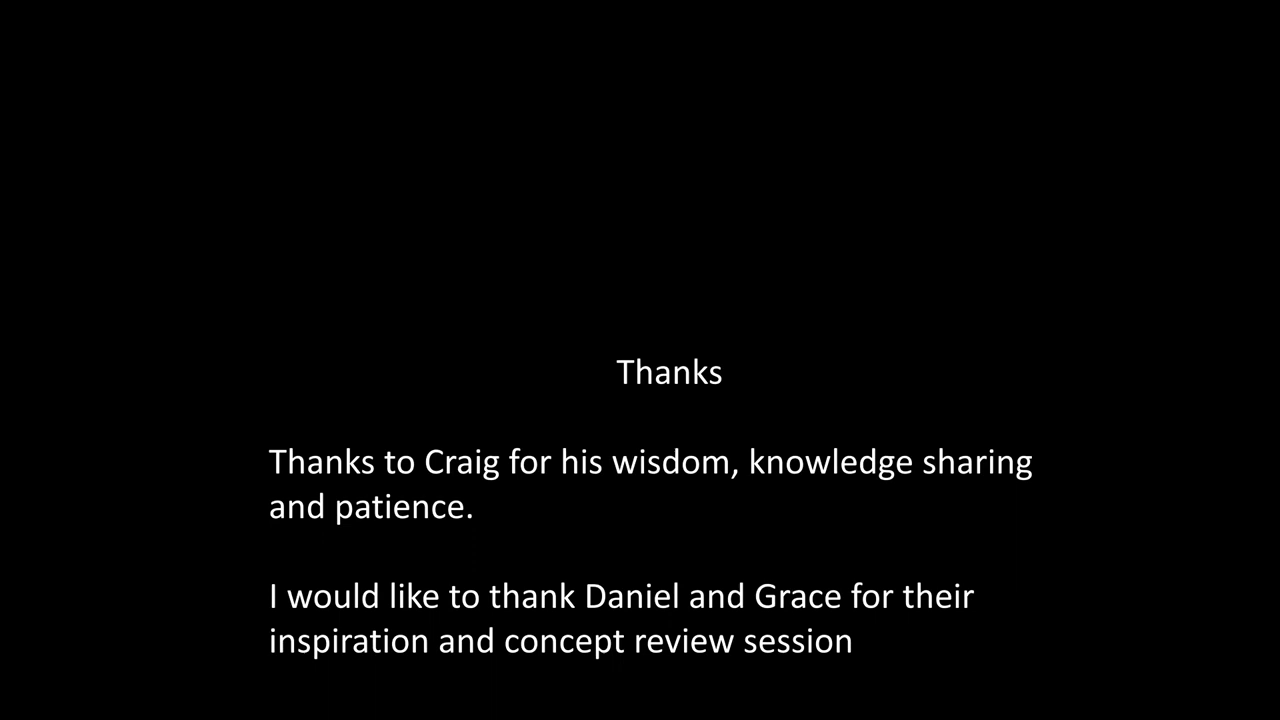 Thanks
Thanks to Craig for his wisdom, knowledge sharing
and patience.
I would like to thank Daniel and Grace for their
inspiration and concept review session